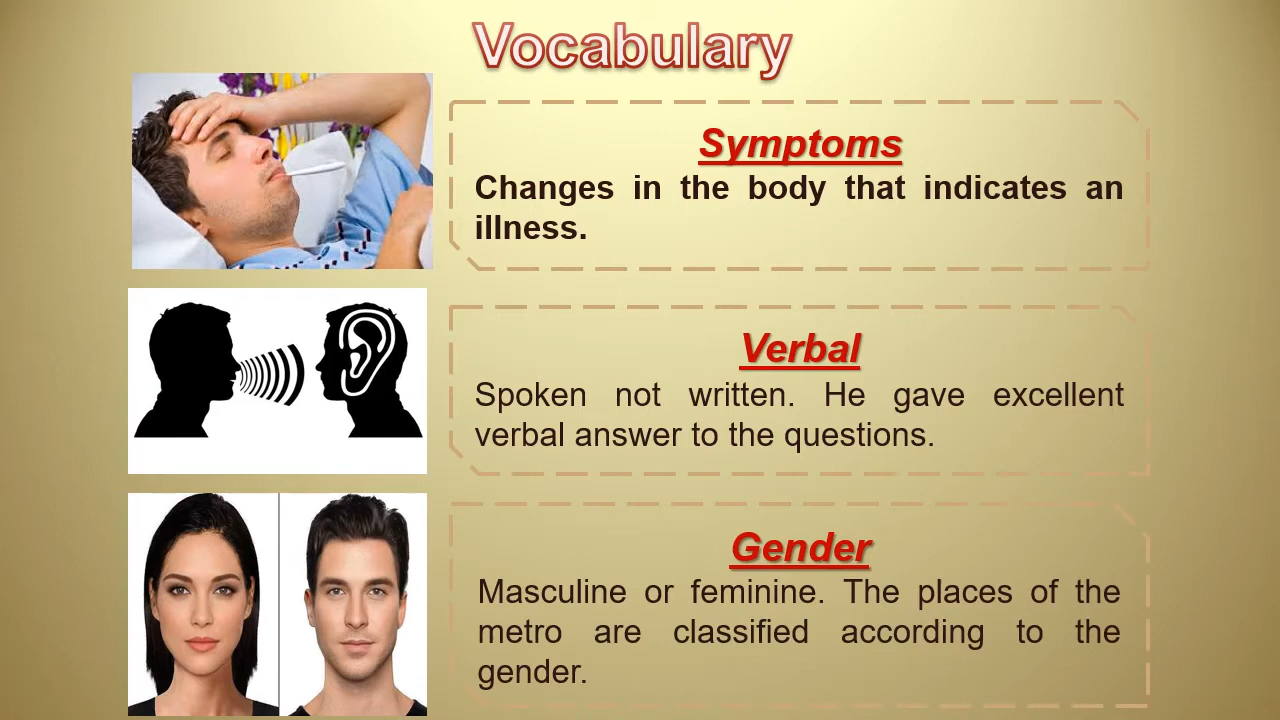 Vocabulary
Symptoms
Changes in the body that indicates an
illness.
Verbal
Spoken not written. He gave excellent
verbal answer to the questions.
Gender
Masculine or feminine. The places of the
metro are classified according to the
gender.